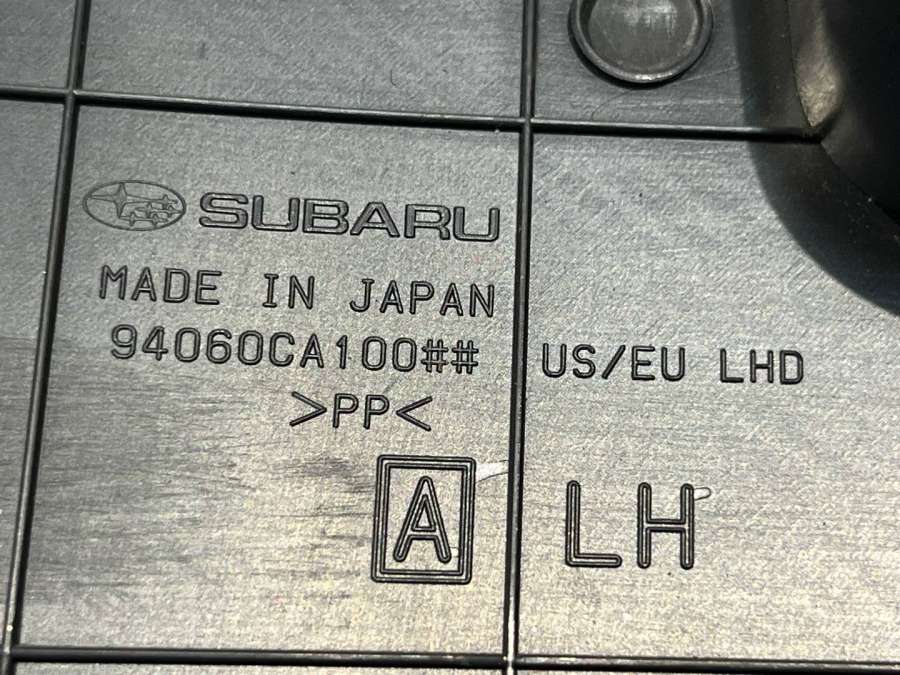 SUBARU
MADE IN JAPAN
94060CA100## US/EU LHD
>PP<
A LH